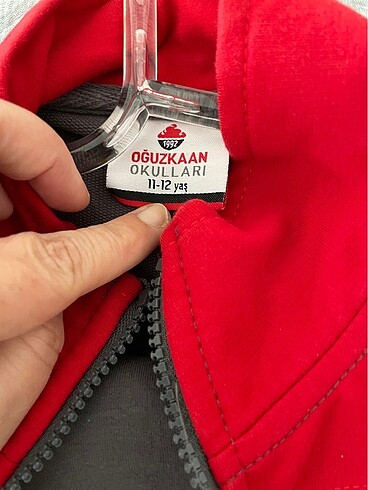 1992
OĞUZKAAN
OKULLARI
11-12 yaş